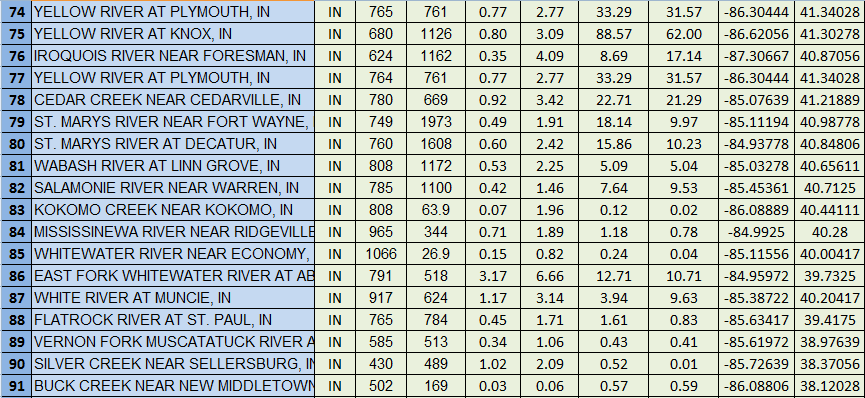 74 YELLOW RIVER AT PLYMOUTH, IN IN 765 761 0.77 2.77 33.29 31.57 -86.30444 41.34028
75 YELLOW RIVER AT KNOX, IN IN 680 1126 0.80 3.09 88.57 62.00 -86.62056 41.30278
76 IROQUOIS RIVER NEAR FORESMAN, IN IN 624 1162 0.35 4.09 8.69 17.14 -87.30667 40.87056
77 YELLOW RIVER AT PLYMOUTH, IN IN 764 761 0.77 2.77 33.29 31.57 -86.30444 41.34028
78 CEDAR CREEK NEAR CEDARVILLE, IN IN 780 669 0.92 3.42 22.71 21.29 -85.07639 41.21889
79 ST. MARYS RIVER NEAR FORT WAYNE, IN 749 1973 0.49 1.91 18.14 9.97 -85.11194 40.98778
80 ST. MARYS RIVER AT DECATUR, IN IN 760 1608 0.60 2.42 15.86 10.23 -84.93778 40.84806
81 WABASH RIVER AT LINN GROVE, IN IN 808 1172 0.53 2.25 5.09 5.04 -85.03278 40.65611
82 SALAMONIE RIVER NEAR WARREN, IN IN 785 1100 0.42 1.46 7.64 9.53 -85.45361 40.7125
83 KOKOMO CREEK NEAR KOKOMO, IN IN 808 63.9 0.07 1.96 0.12 0.02 -86.08889 40.44111
84 MISSISSINEWA RIVER NEAR RIDGEVILLE IN 965 344 0.71 1.89 1.18 0.78 -84.9925 40.28
85 WHITEWATER RIVER NEAR ECONOMY, IN 1066 26.9 0.15 0.82 0.24 0.04 -85.11556 40.00417
86 EAST FORK WHITEWATER RIVER AT AB IN 791 518 3.17 6.66 12.71 10.71 -84.95972 39.7325
87 WHITE RIVER AT MUNCIE, IN IN 917 624 1.17 3.14 3.94 9.63 -85.38722 40.20417
88 FLATROCK RIVER AT ST. PAUL, IN IN 765 784 0.45 1.71 1.61 0.83 -85.63417 39.4175
89 VERNON FORK MUSCATATUCK RIVER A IN 585 513 0.34 1.06 0.43 0.41 -85.61972 38.97639
90 SILVER CREEK NEAR SELLERSBURG, IN IN 430 489 1.02 2.09 0.52 0.01 -85.72639 38.37056
91 BUCK CREEK NEAR NEW MIDDLETOWN IN 502 169 0.03 0.06 0.57 0.59 -86.08806 38.12028